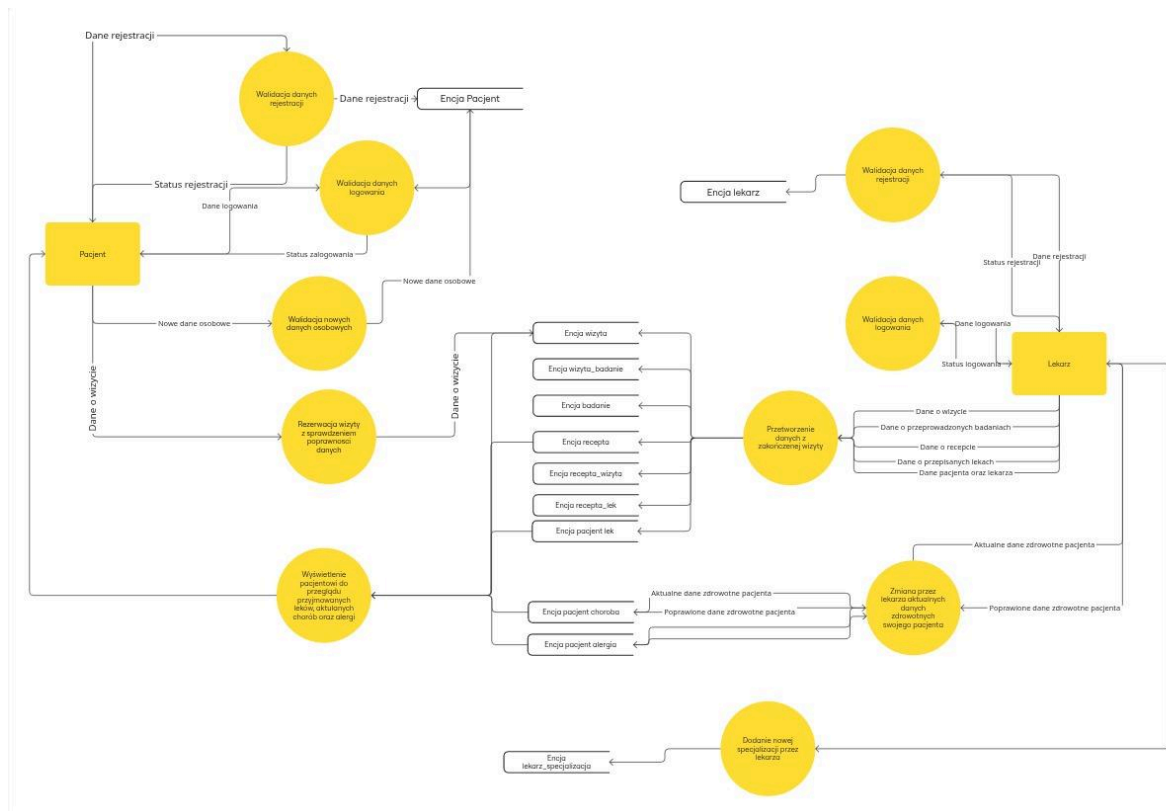 Dane rejestracji
Walidacja danych
rejestracji
Dane rejestracji
Encja Pacjent
Status rejestracji
Walidacja danych
logowania
Dane logowania
Pacjent
Status zalogowania
Nowe dane osobowe
Nowe dane osobowe
Walidacja nowych
danych osobowych
Dane o wizycie
Dane o wizycie
Rezerwacja wizyty
z sprawdzeniem
poprawności
danych
Wyświetlenie
pacjentowi do
przeglądu
przyjmowanych
leków, aktulanych
chorób oraz alergi
Encja wizyta
Encja wizyta_badanie
Encja badanie
Encja recepta
Encja recepta_wizyta
Encja recepta_lek
Encja pacjent lek
Encja pacjent choroba
Encja pacjent alergia
Encja
lekarz_specjalizacja
Encja lekarz
Walidacja danych
rejestracji
Dane rejestracji
Status rejestracji
Walidacja danych
logowania
Dane logowania
Status logowania
Lekarz
Dane o wizycie
Dane o przeprowadzonych badaniach
Dane o recepcie
Dane o przepisanych lekach
Dane pacjenta oraz lekarza
Przetworzenie
danych z
zakończenej wizyty
Aktualne dane zdrowotne pacjenta
Aktualne dane zdrowotne pacjenta
Poprawione dane zdrowotne pacjenta
Zmiana przez
lekarza aktualnych
danych
zdrowotnych
swojego pacjenta
Poprawione dane zdrowotne pacjenta
Dodanie nowej
specjalizacji przez
lekarza